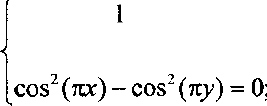 1
cos²(πx) − cos²(πy) = 0;